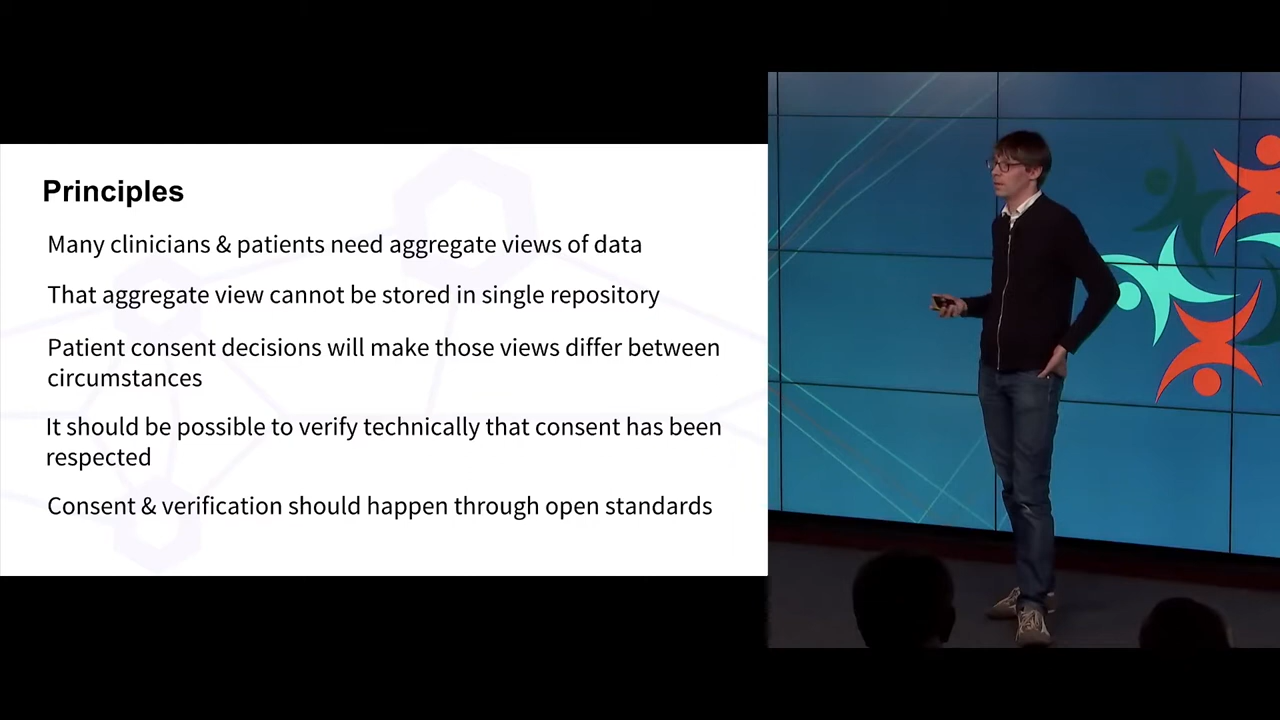 Principles
Many clinicians & patients need aggregate views of data
That aggregate view cannot be stored in single repository
Patient consent decisions will make those views differ between
circumstances
It should be possible to verify technically that consent has been
respected
Consent & verification should happen through open standards